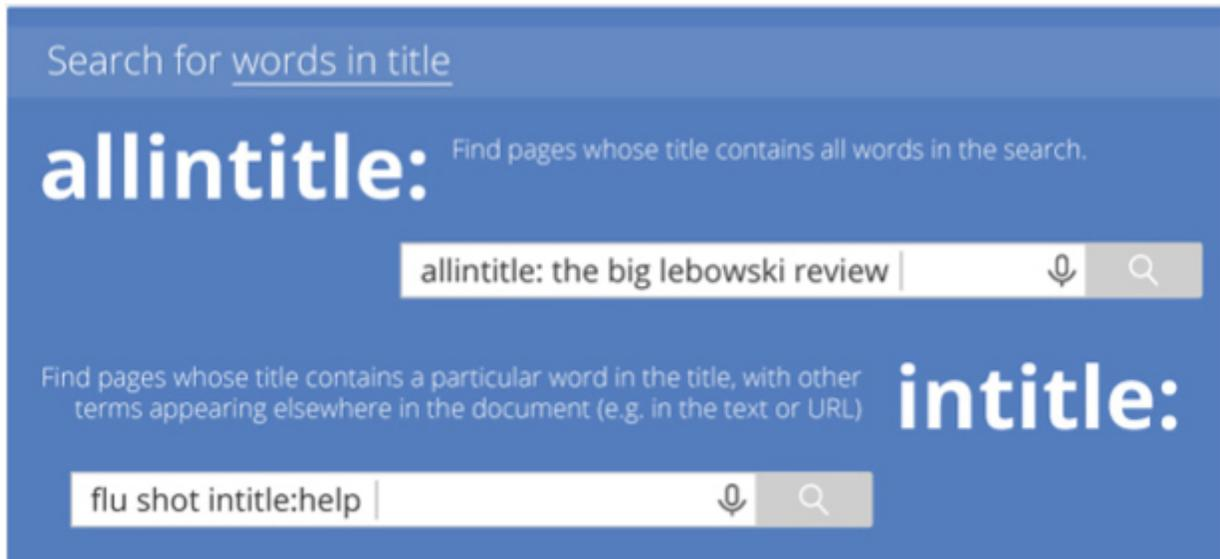 Search for words in title
allintitle:
Find pages whose title contains all words in the search.
allintitle: the big lebowski review
Find pages whose title contains a particular word in the title, with other
terms appearing elsewhere in the document (e.g. in the text or URL)
intitle:
flu shot intitle:help